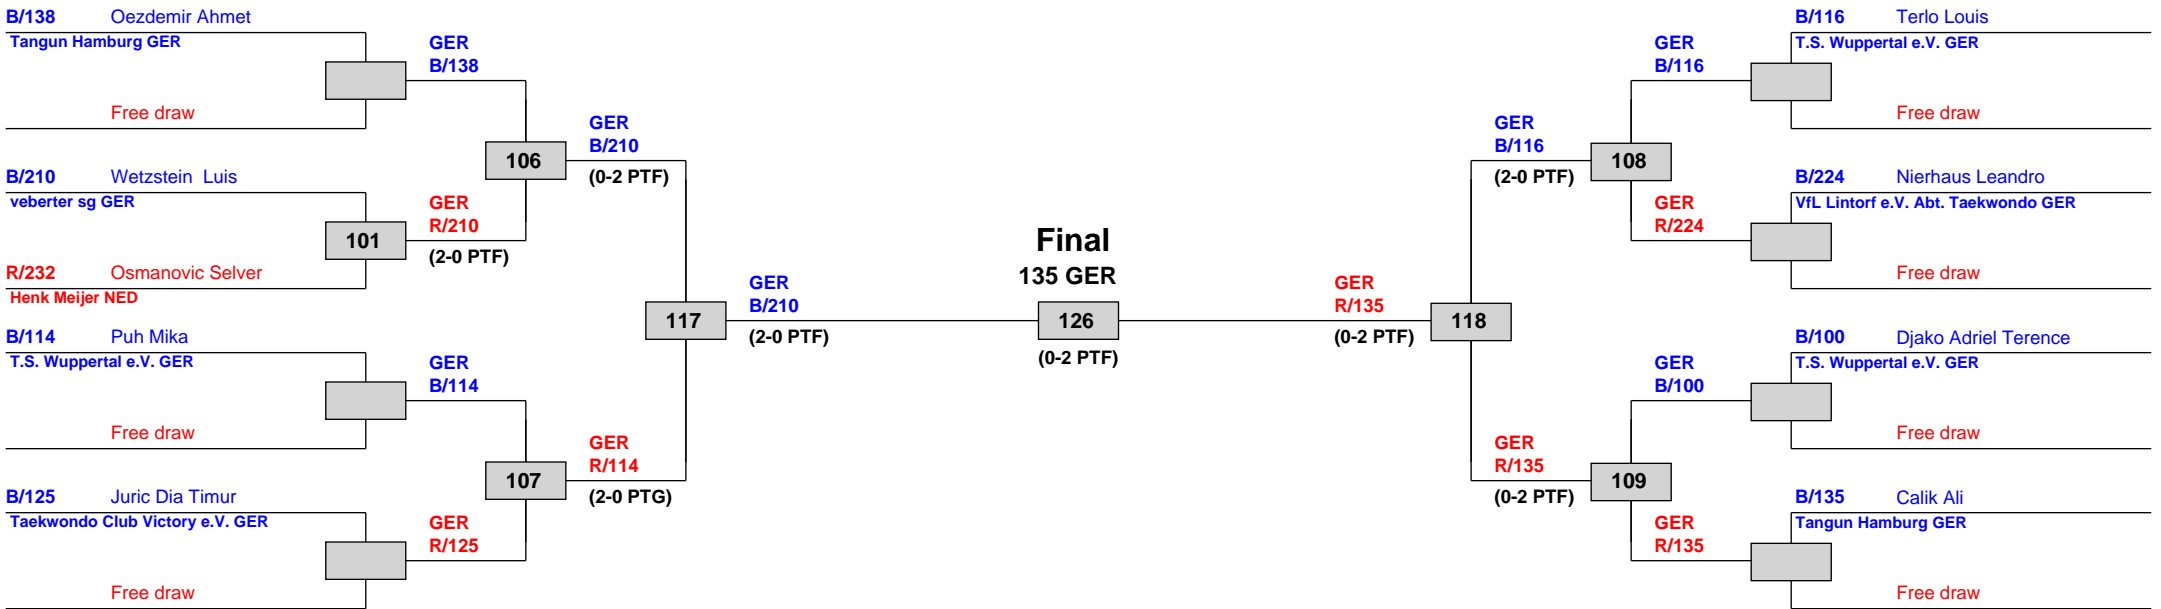 B/138 Oezdemir Ahmet
Tangun Hamburg GER
Free draw
B/210 Wetzstein  Luis
veberter sg GER
101
R/232 Osmanovic Selver
Henk Meijer NED
B/114 Puh Mika
T.S. Wuppertal e.V. GER
Free draw
B/125 Juric Dia Timur
Taekwondo Club Victory e.V. GER
Free draw
GER
B/138
GER
R/210
(2-0 PTF)
GER
B/114
GER
R/125
106
107
GER
B/210
(0-2 PTF)
GER
R/114
(2-0 PTG)
117
GER
B/210
(2-0 PTF)
Final
135 GER
126
(0-2 PTF)
GER
R/135
(0-2 PTF)
118
GER
B/116
(2-0 PTF)
GER
R/135
(0-2 PTF)
108
109
GER
B/116
GER
R/224
GER
B/100
GER
R/135
B/116 Terlo Louis
T.S. Wuppertal e.V. GER
Free draw
B/224 Nierhaus Leandro
VfL Lintorf e.V. Abt. Taekwondo GER
Free draw
B/100 Djako Adriel Terence
T.S. Wuppertal e.V. GER
Free draw
B/135 Calik Ali
Tangun Hamburg GER
Free draw